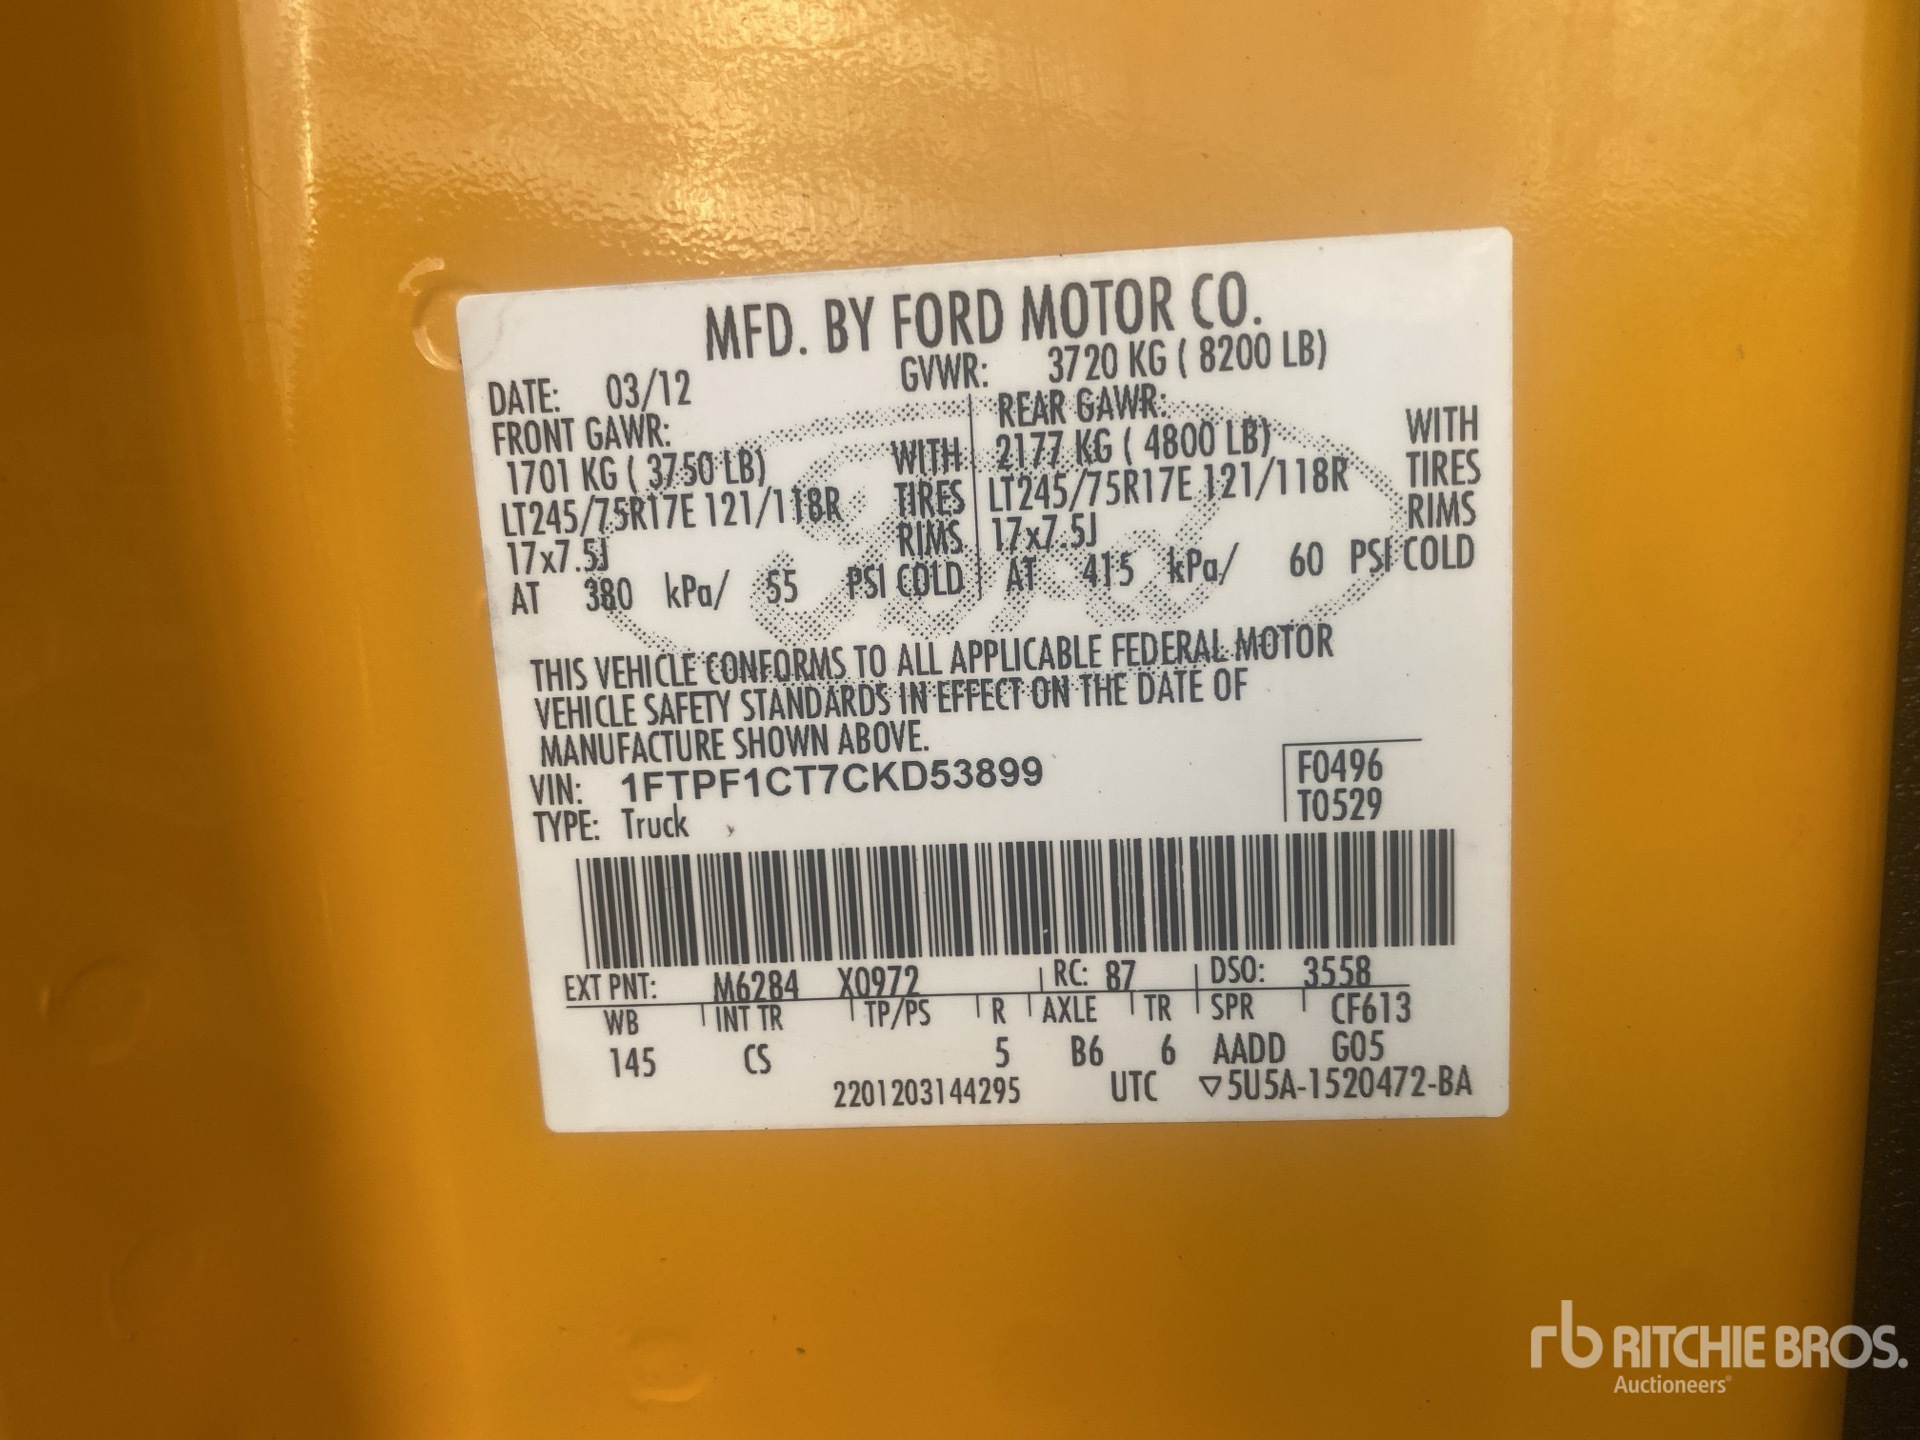 MFD. BY FORD MOTOR CO.
DATE: 03/12 GVWR: 3720 KG ( 8200 LB)
FRONT GAWR: REAR GAWR:
1701 KG ( 3750 LB) WITH 2177 KG ( 4800 LB) WITH
LT245/75R17E 121/118R TIRES LT245/75R17E 121/118R TIRES
17x7.5J RIMS 17x7.5J RIMS
AT 380 kPa/ 55 PSI COLD AT 415 kPa/ 60 PSI COLD
THIS VEHICLE CONFORMS TO ALL APPLICABLE FEDERAL MOTOR
VEHICLE SAFETY STANDARDS IN EFFECT ON THE DATE OF
MANUFACTURE SHOWN ABOVE.
VIN: 1FTPF1CT7CKD53899 F0496
TYPE: Truck T0529
EXT PNT: M6284 X0972 RC: 87 DSO: 3558
WB INT TR TP/PS R AXLE TR SPR CF613
145 CS 5 B6 6 AADD G05
2201203144295 UTC ▽5U5A-1520472-BA
Ford
rb RITCHIE BROS.
Auctioneers®